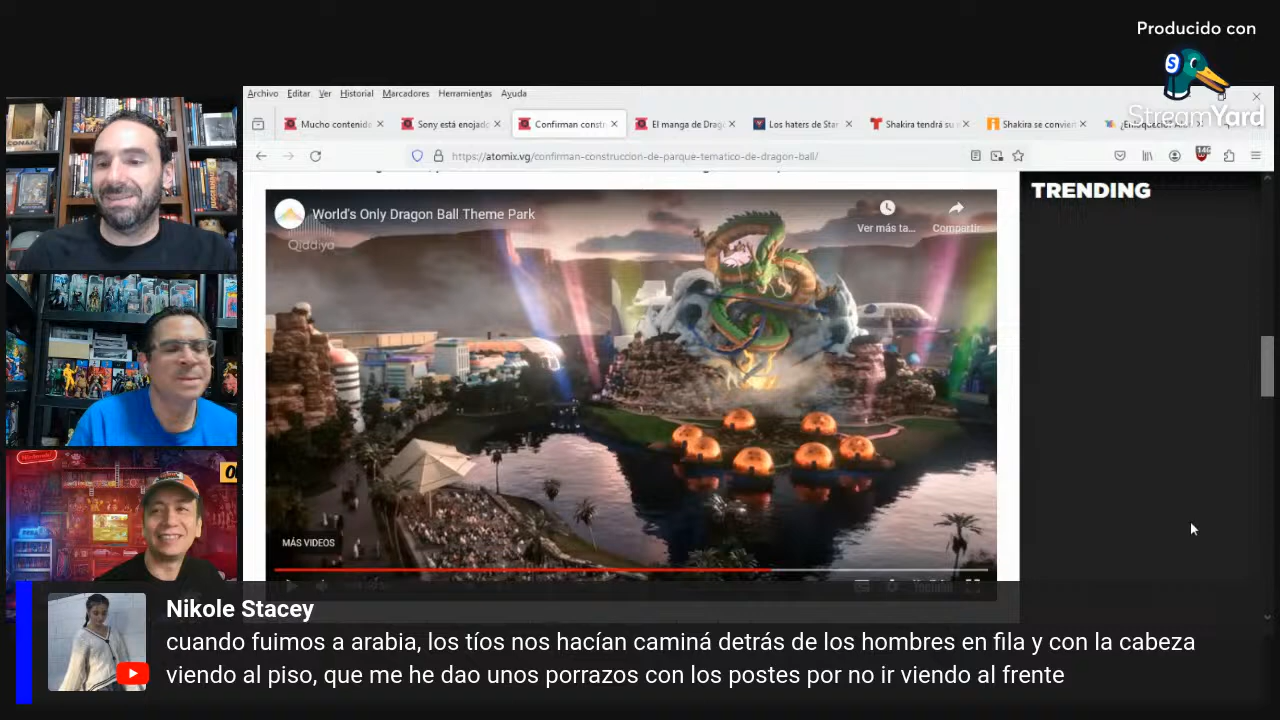 Producido con
StreamYard
Archivo Editar Ver Historial Marcadores Herramientas Ayuda
Mucho contenido
Sony está enojado
Confirman constr
El manga de Drag
Los haters de Star
Shakira tendrá su
Shakira se convier
https://atomix.vg/confirman-construccion-de-parque-tematico-de-dragon-ball/
146
World's Only Dragon Ball Theme Park
Qiddiya
Ver más ta...
Compartir
TRENDING
MÁS VIDEOS
CONAN
Nintendo
Nikole Stacey
cuando fuimos a arabia, los tíos nos hacían caminá detrás de los hombres en fila y con la cabeza
viendo al piso, que me he dao unos porrazos con los postes por no ir viendo al frente